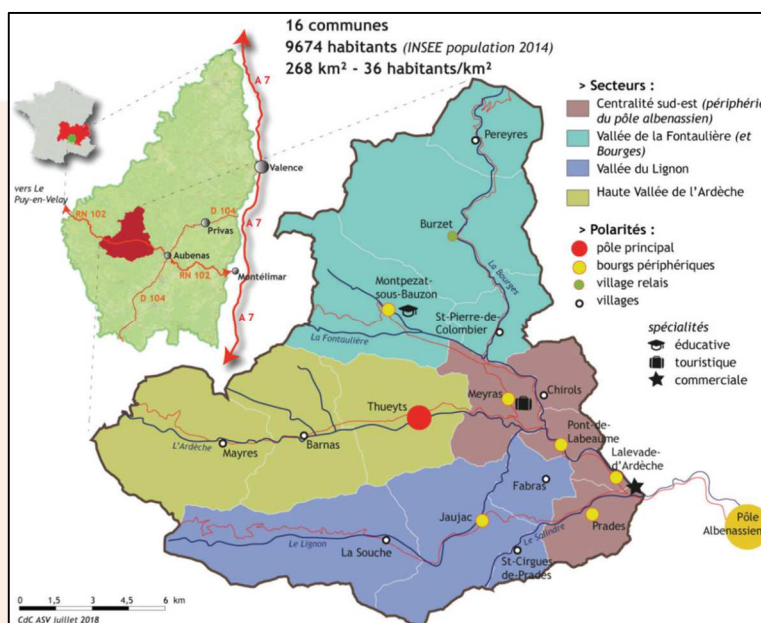 16 communes
9674 habitants (INSEE population 2014)
268 km² - 36 habitants/km²
> Secteurs :
Centralité sud-est (périphérie
du pôle albenassien)
Vallée de la Fontaulière (et
Bourges)
Vallée du Lignon
Haute Vallée de l'Ardèche
> Polarités :
pôle principal
bourgs périphériques
village relais
villages
spécialités
éducative
touristique
commerciale
A 7
Valence
vers Le
Puy-en-Velay
RN 102
D 104
Privas
A 7
Aubenas
RN 102
Montélimar
D 104
A 7
Pereyres
Burzet
La Bourges
Montpezat-
sous-Bauzon
St-Pierre-de-
Colombier
La Fontaulière
Meyras
Chirols
Thueyts
Pont-de-
Labeaume
L'Ardèche
Mayres
Barnas
Lalevade-
d'Ardèche
Fabras
Jaujac
Prades
Pôle
Albenassien
Le Salindre
Le Lignon
La Souche
St-Cirgues-
de-Prades
0 1,5 3 4,5 6 km
CdC ASV juillet 2018